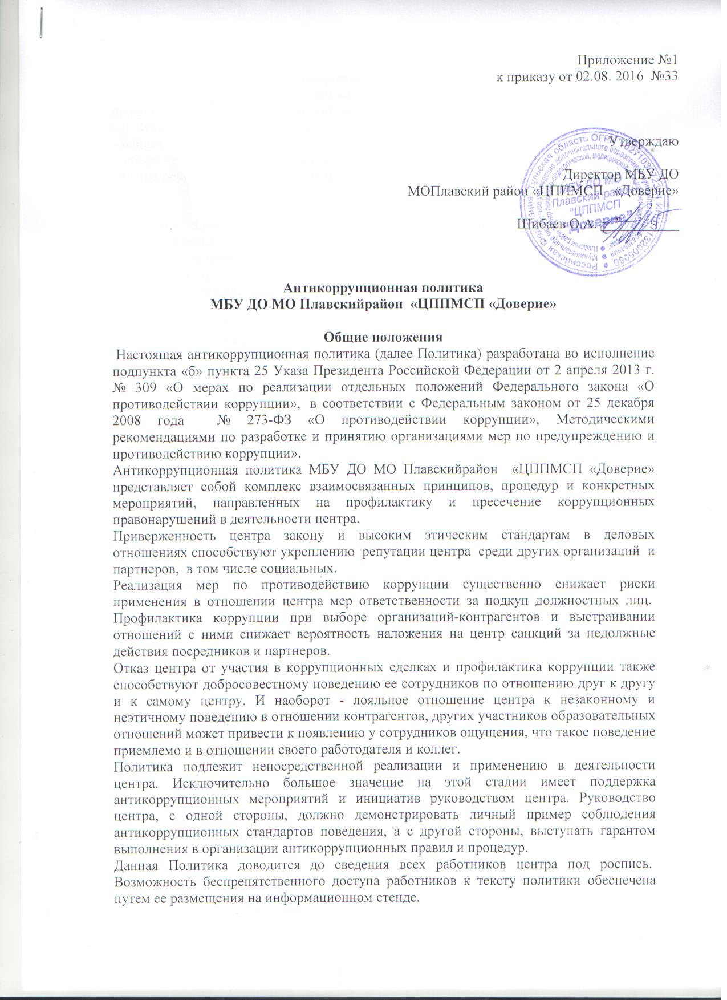 Приложение №1
к приказу от 02.08. 2016  №33
Утверждаю
Директор МБУ ДО
МОПлавский район «ЦППМСП «Доверие»
Шибаев О.А.
МБУ ДО МО
Плавский район
"ЦППМСП
"Доверие"
Антикоррупционная политика
МБУ ДО МО Плавскийрайон  «ЦППМСП «Доверие»
Общие положения
Настоящая антикоррупционная политика (далее Политика) разработана во исполнение
подпункта «б» пункта 25 Указа Президента Российской Федерации от 2 апреля 2013 г.
№ 309 «О мерах по реализации отдельных положений Федерального закона «О
противодействии коррупции», в соответствии с Федеральным законом от 25 декабря
2008 года № 273-ФЗ «О противодействии коррупции», Методическими
рекомендациями по разработке и принятию организациями мер по предупреждению и
противодействию коррупции».
Антикоррупционная политика МБУ ДО МО Плавскийрайон «ЦППМСП «Доверие»
представляет собой комплекс взаимосвязанных принципов, процедур и конкретных
мероприятий, направленных на профилактику и пресечение коррупционных
правонарушений в деятельности центра.
Приверженность центра закону и высоким этическим стандартам в деловых
отношениях способствуют укреплению репутации центра среди других организаций и
партнеров, в том числе социальных.
Реализация мер по противодействию коррупции существенно снижает риски
применения в отношении центра мер ответственности за подкуп должностных лиц.
Профилактика коррупции при выборе организаций-контрагентов и выстраивании
отношений с ними снижает вероятность наложения на центр санкций за недолжные
действия посредников и партнеров.
Отказ центра от участия в коррупционных сделках и профилактика коррупции также
способствуют добросовестному поведению ее сотрудников по отношению друг к другу
и к самому центру. И наоборот - лояльное отношение центра к незаконному и
неэтичному поведению в отношении контрагентов, других участников образовательных
отношений может привести к появлению у сотрудников ощущения, что такое поведение
приемлемо и в отношении своего работодателя и коллег.
Политика подлежит непосредственной реализации и применению в деятельности
центра. Исключительно большое значение на этой стадии имеет поддержка
антикоррупционных мероприятий и инициатив руководством центра. Руководство
центра, с одной стороны, должно демонстрировать личный пример соблюдения
антикоррупционных стандартов поведения, а с другой стороны, выступать гарантом
выполнения в организации антикоррупционных правил и процедур.
Данная Политика доводится до сведения всех работников центра под роспись.
Возможность беспрепятственного доступа работников к тексту политики обеспечена
путем ее размещения на информационном стенде.